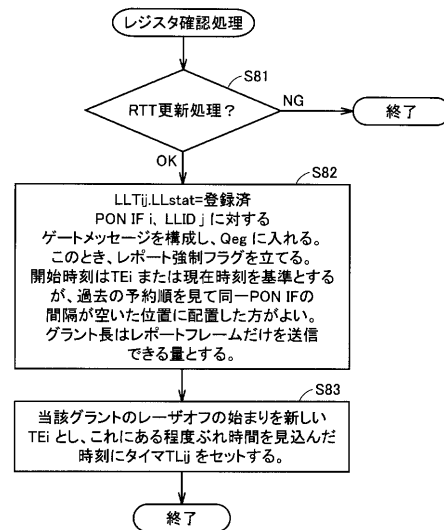 レジスタ確認処理
S81
RTT更新処理?
NG
終了
OK
S82
LLTij.LLstat=登録済
PON IF i、LLID j に対する
ゲートメッセージを構成し、Qeg に入れる。
このとき、レポート強制フラグを立てる。
開始時刻はTEi または現在時刻を基準とする
が、過去の予約順を見て同一PON IFの
間隔が空いた位置に配置した方がよい。
グラント長はレポートフレームだけを送信
できる量とする。
S83
当該グラントのレーザオフの始まりを新しい
TEi とし、これにある程度ぶれ時間を見込んだ
時刻にタイマTLijをセットする。
終了